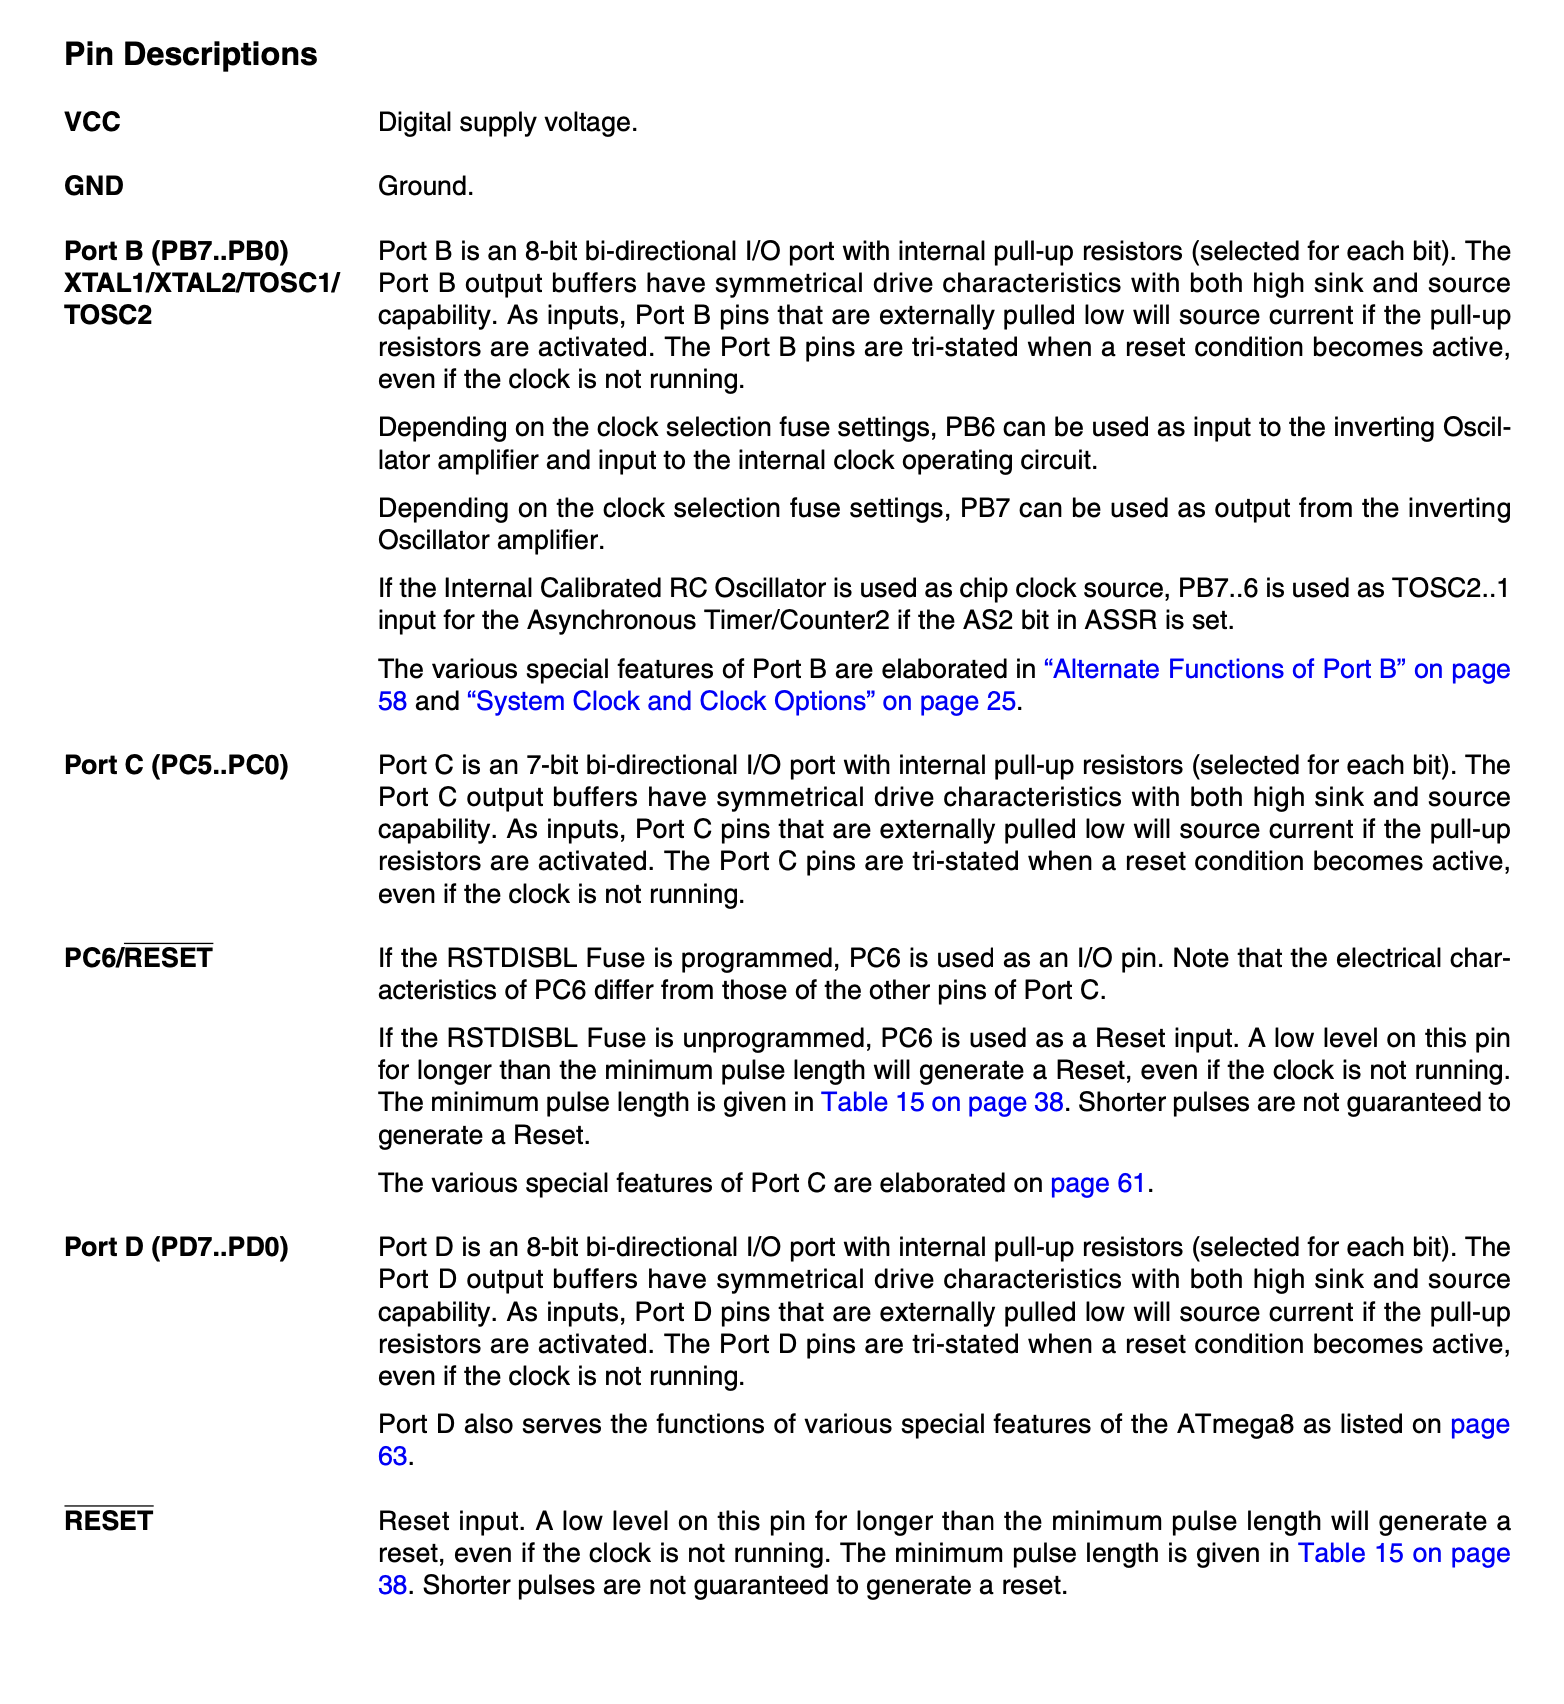 Pin Descriptions
VCC
Digital supply voltage.
GND
Ground.
Port B (PB7..PB0)
XTAL1/XTAL2/TOSC1/
TOSC2
Port B is an 8-bit bi-directional I/O port with internal pull-up resistors (selected for each bit). The
Port B output buffers have symmetrical drive characteristics with both high sink and source
capability. As inputs, Port B pins that are externally pulled low will source current if the pull-up
resistors are activated. The Port B pins are tri-stated when a reset condition becomes active,
even if the clock is not running.
Depending on the clock selection fuse settings, PB6 can be used as input to the inverting Oscil-
lator amplifier and input to the internal clock operating circuit.
Depending on the clock selection fuse settings, PB7 can be used as output from the inverting
Oscillator amplifier.
If the Internal Calibrated RC Oscillator is used as chip clock source, PB7..6 is used as TOSC2..1
input for the Asynchronous Timer/Counter2 if the AS2 bit in ASSR is set.
The various special features of Port B are elaborated in “Alternate Functions of Port B” on page
58 and “System Clock and Clock Options” on page 25.
Port C (PC5..PC0)
Port C is an 7-bit bi-directional I/O port with internal pull-up resistors (selected for each bit). The
Port C output buffers have symmetrical drive characteristics with both high sink and source
capability. As inputs, Port C pins that are externally pulled low will source current if the pull-up
resistors are activated. The Port C pins are tri-stated when a reset condition becomes active,
even if the clock is not running.
PC6/RESET
If the RSTDISBL Fuse is programmed, PC6 is used as an I/O pin. Note that the electrical char-
acteristics of PC6 differ from those of the other pins of Port C.
If the RSTDISBL Fuse is unprogrammed, PC6 is used as a Reset input. A low level on this pin
for longer than the minimum pulse length will generate a Reset, even if the clock is not running.
The minimum pulse length is given in Table 15 on page 38. Shorter pulses are not guaranteed to
generate a Reset.
The various special features of Port C are elaborated on page 61.
Port D (PD7..PD0)
Port D is an 8-bit bi-directional I/O port with internal pull-up resistors (selected for each bit). The
Port D output buffers have symmetrical drive characteristics with both high sink and source
capability. As inputs, Port D pins that are externally pulled low will source current if the pull-up
resistors are activated. The Port D pins are tri-stated when a reset condition becomes active,
even if the clock is not running.
Port D also serves the functions of various special features of the ATmega8 as listed on page
63.
RESET
Reset input. A low level on this pin for longer than the minimum pulse length will generate a
reset, even if the clock is not running. The minimum pulse length is given in Table 15 on page
38. Shorter pulses are not guaranteed to generate a reset.